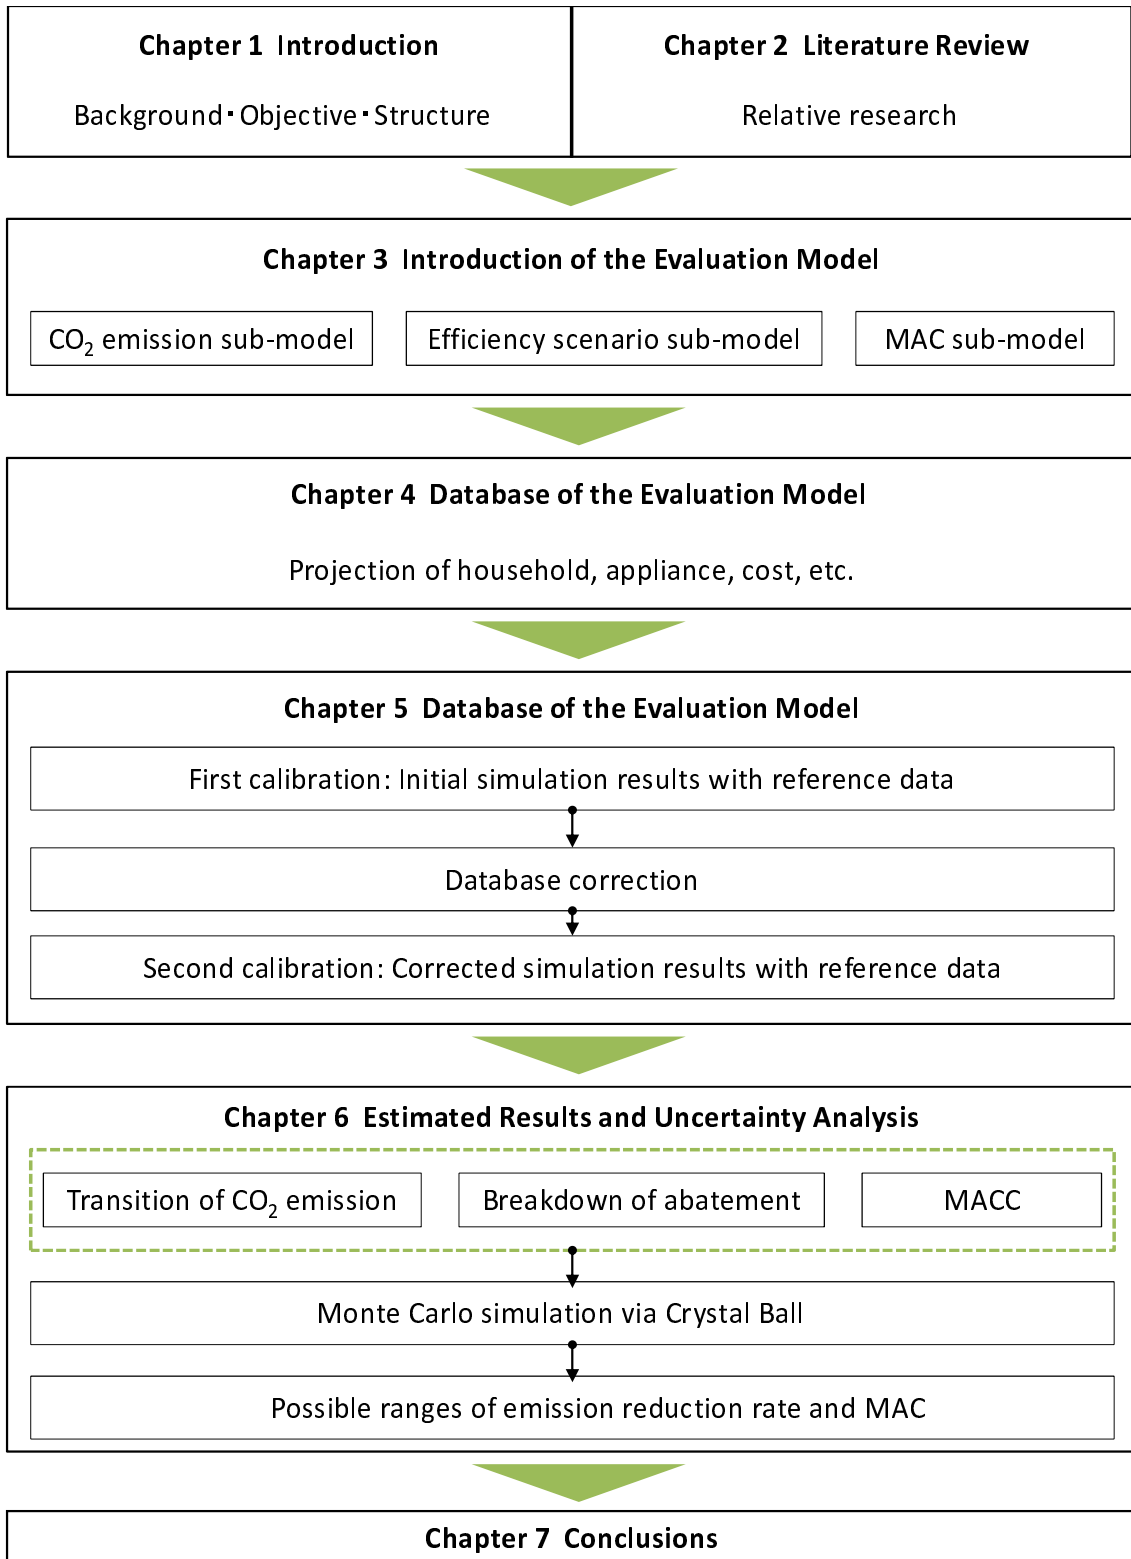 Chapter 1  Introduction
Background・Objective・Structure
Chapter 2  Literature Review
Relative research
Chapter 3  Introduction of the Evaluation Model
CO₂ emission sub-model
Efficiency scenario sub-model
MAC sub-model
Chapter 4  Database of the Evaluation Model
Projection of household, appliance, cost, etc.
Chapter 5  Database of the Evaluation Model
First calibration: Initial simulation results with reference data
Database correction
Second calibration: Corrected simulation results with reference data
Chapter 6  Estimated Results and Uncertainty Analysis
Transition of CO₂ emission
Breakdown of abatement
MACC
Monte Carlo simulation via Crystal Ball
Possible ranges of emission reduction rate and MAC
Chapter 7  Conclusions